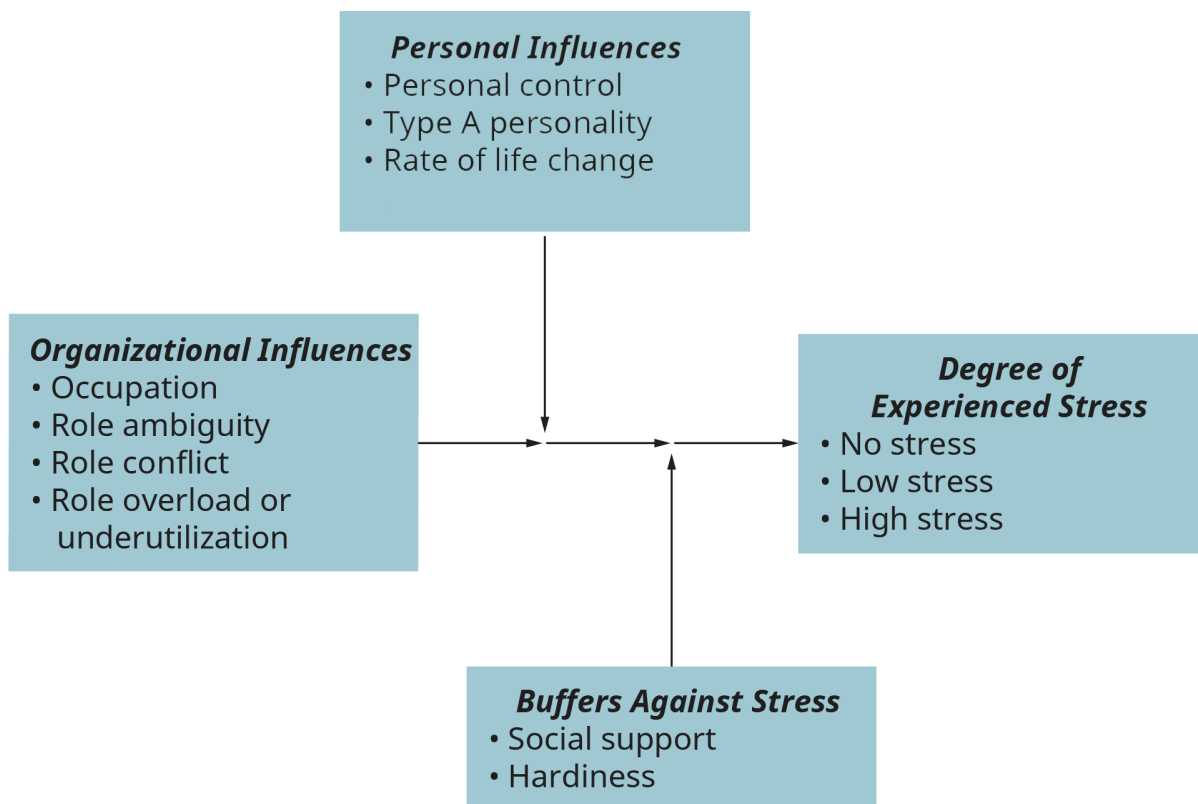 Personal Influences
• Personal control
• Type A personality
• Rate of life change
Organizational Influences
• Occupation
• Role ambiguity
• Role conflict
• Role overload or
underutilization
Degree of
Experienced Stress
• No stress
• Low stress
• High stress
Buffers Against Stress
• Social support
• Hardiness